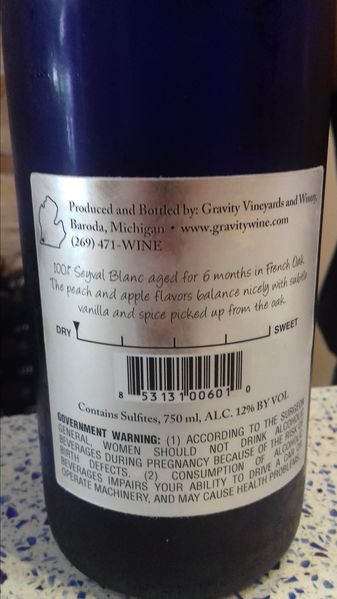 Produced and Bottled by: Gravity Vineyards and Winery,
Baroda, Michigan • www.gravitywine.com
(269) 471-WINE
100% Seyval Blanc aged for 6 months in French Oak
The peach and apple flavors balance nicely with subtle
vanilla and spice picked up from the oak.
DRY SWEET
8 53131 00601 0
Contains Sulfites, 750 ml, ALC. 12% BY VOL
GOVERNMENT WARNING: (1) ACCORDING TO THE SURGEON
GENERAL, WOMEN SHOULD NOT DRINK ALCOHOLIC
BEVERAGES DURING PREGNANCY BECAUSE OF THE RISK OF
BIRTH DEFECTS. (2) CONSUMPTION OF ALCOHOLIC
BEVERAGES IMPAIRS YOUR ABILITY TO DRIVE A CAR OR
OPERATE MACHINERY, AND MAY CAUSE HEALTH PROBLEMS.